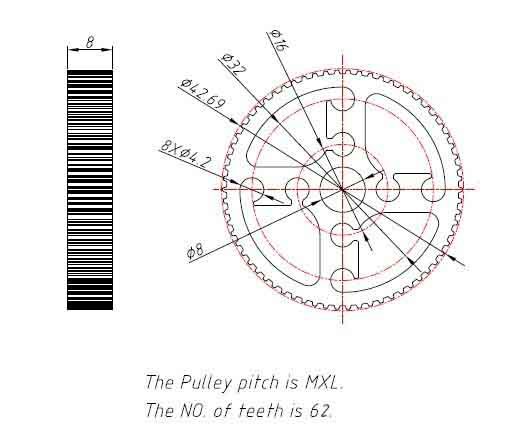 8
Ø16
Ø32
Ø42.69
8XØ4.2
Ø8
The Pulley pitch is MXL.
The NO. of teeth is 62.